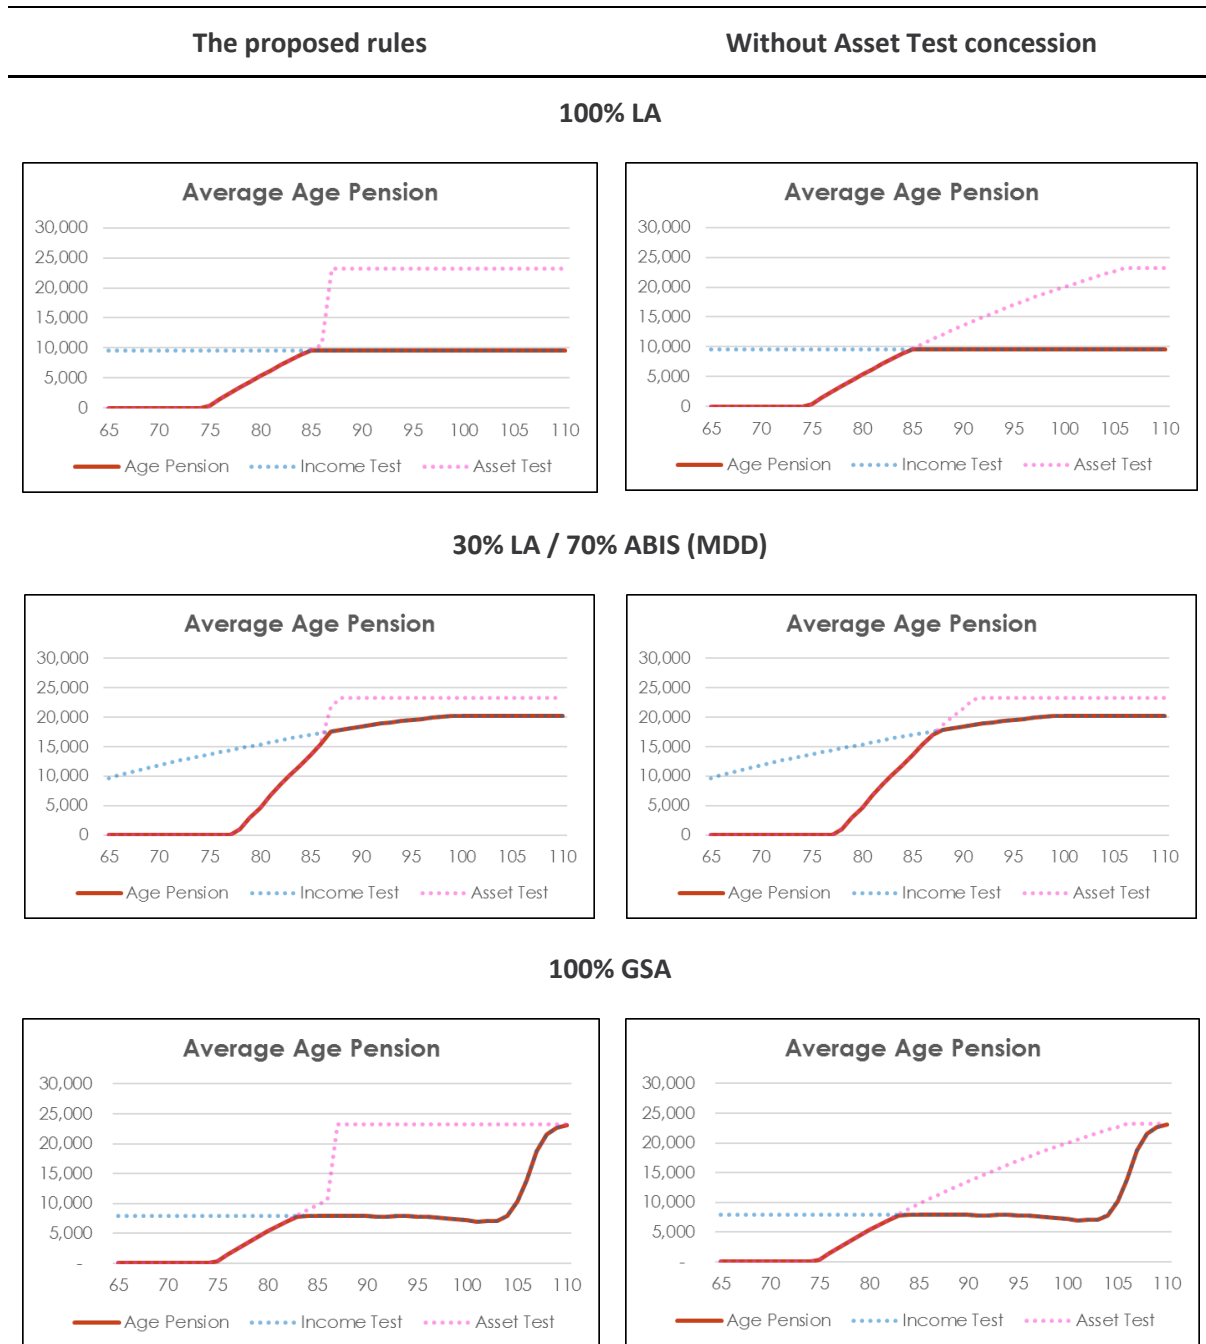 The proposed rules
Without Asset Test concession
100% LA
Average Age Pension
30,000
25,000
20,000
15,000
10,000
5,000
0
65 70 75 80 85 90 95 100 105 110
Age Pension Income Test Asset Test
Average Age Pension
30,000
25,000
20,000
15,000
10,000
5,000
0
65 70 75 80 85 90 95 100 105 110
Age Pension Income Test Asset Test
30% LA / 70% ABIS (MDD)
Average Age Pension
30,000
25,000
20,000
15,000
10,000
5,000
0
65 70 75 80 85 90 95 100 105 110
Age Pension Income Test Asset Test
Average Age Pension
30,000
25,000
20,000
15,000
10,000
5,000
0
65 70 75 80 85 90 95 100 105 110
Age Pension Income Test Asset Test
100% GSA
Average Age Pension
30,000
25,000
20,000
15,000
10,000
5,000
-
65 70 75 80 85 90 95 100 105 110
Age Pension Income Test Asset Test
Average Age Pension
30,000
25,000
20,000
15,000
10,000
5,000
-
65 70 75 80 85 90 95 100 105 110
Age Pension Income Test Asset Test